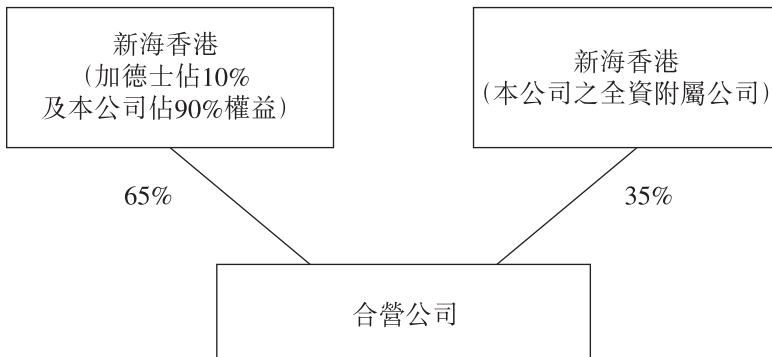 新海香港
(加德士佔10%
及本公司佔90%權益)
新海香港
(本公司之全資附屬公司)
65%
35%
合營公司